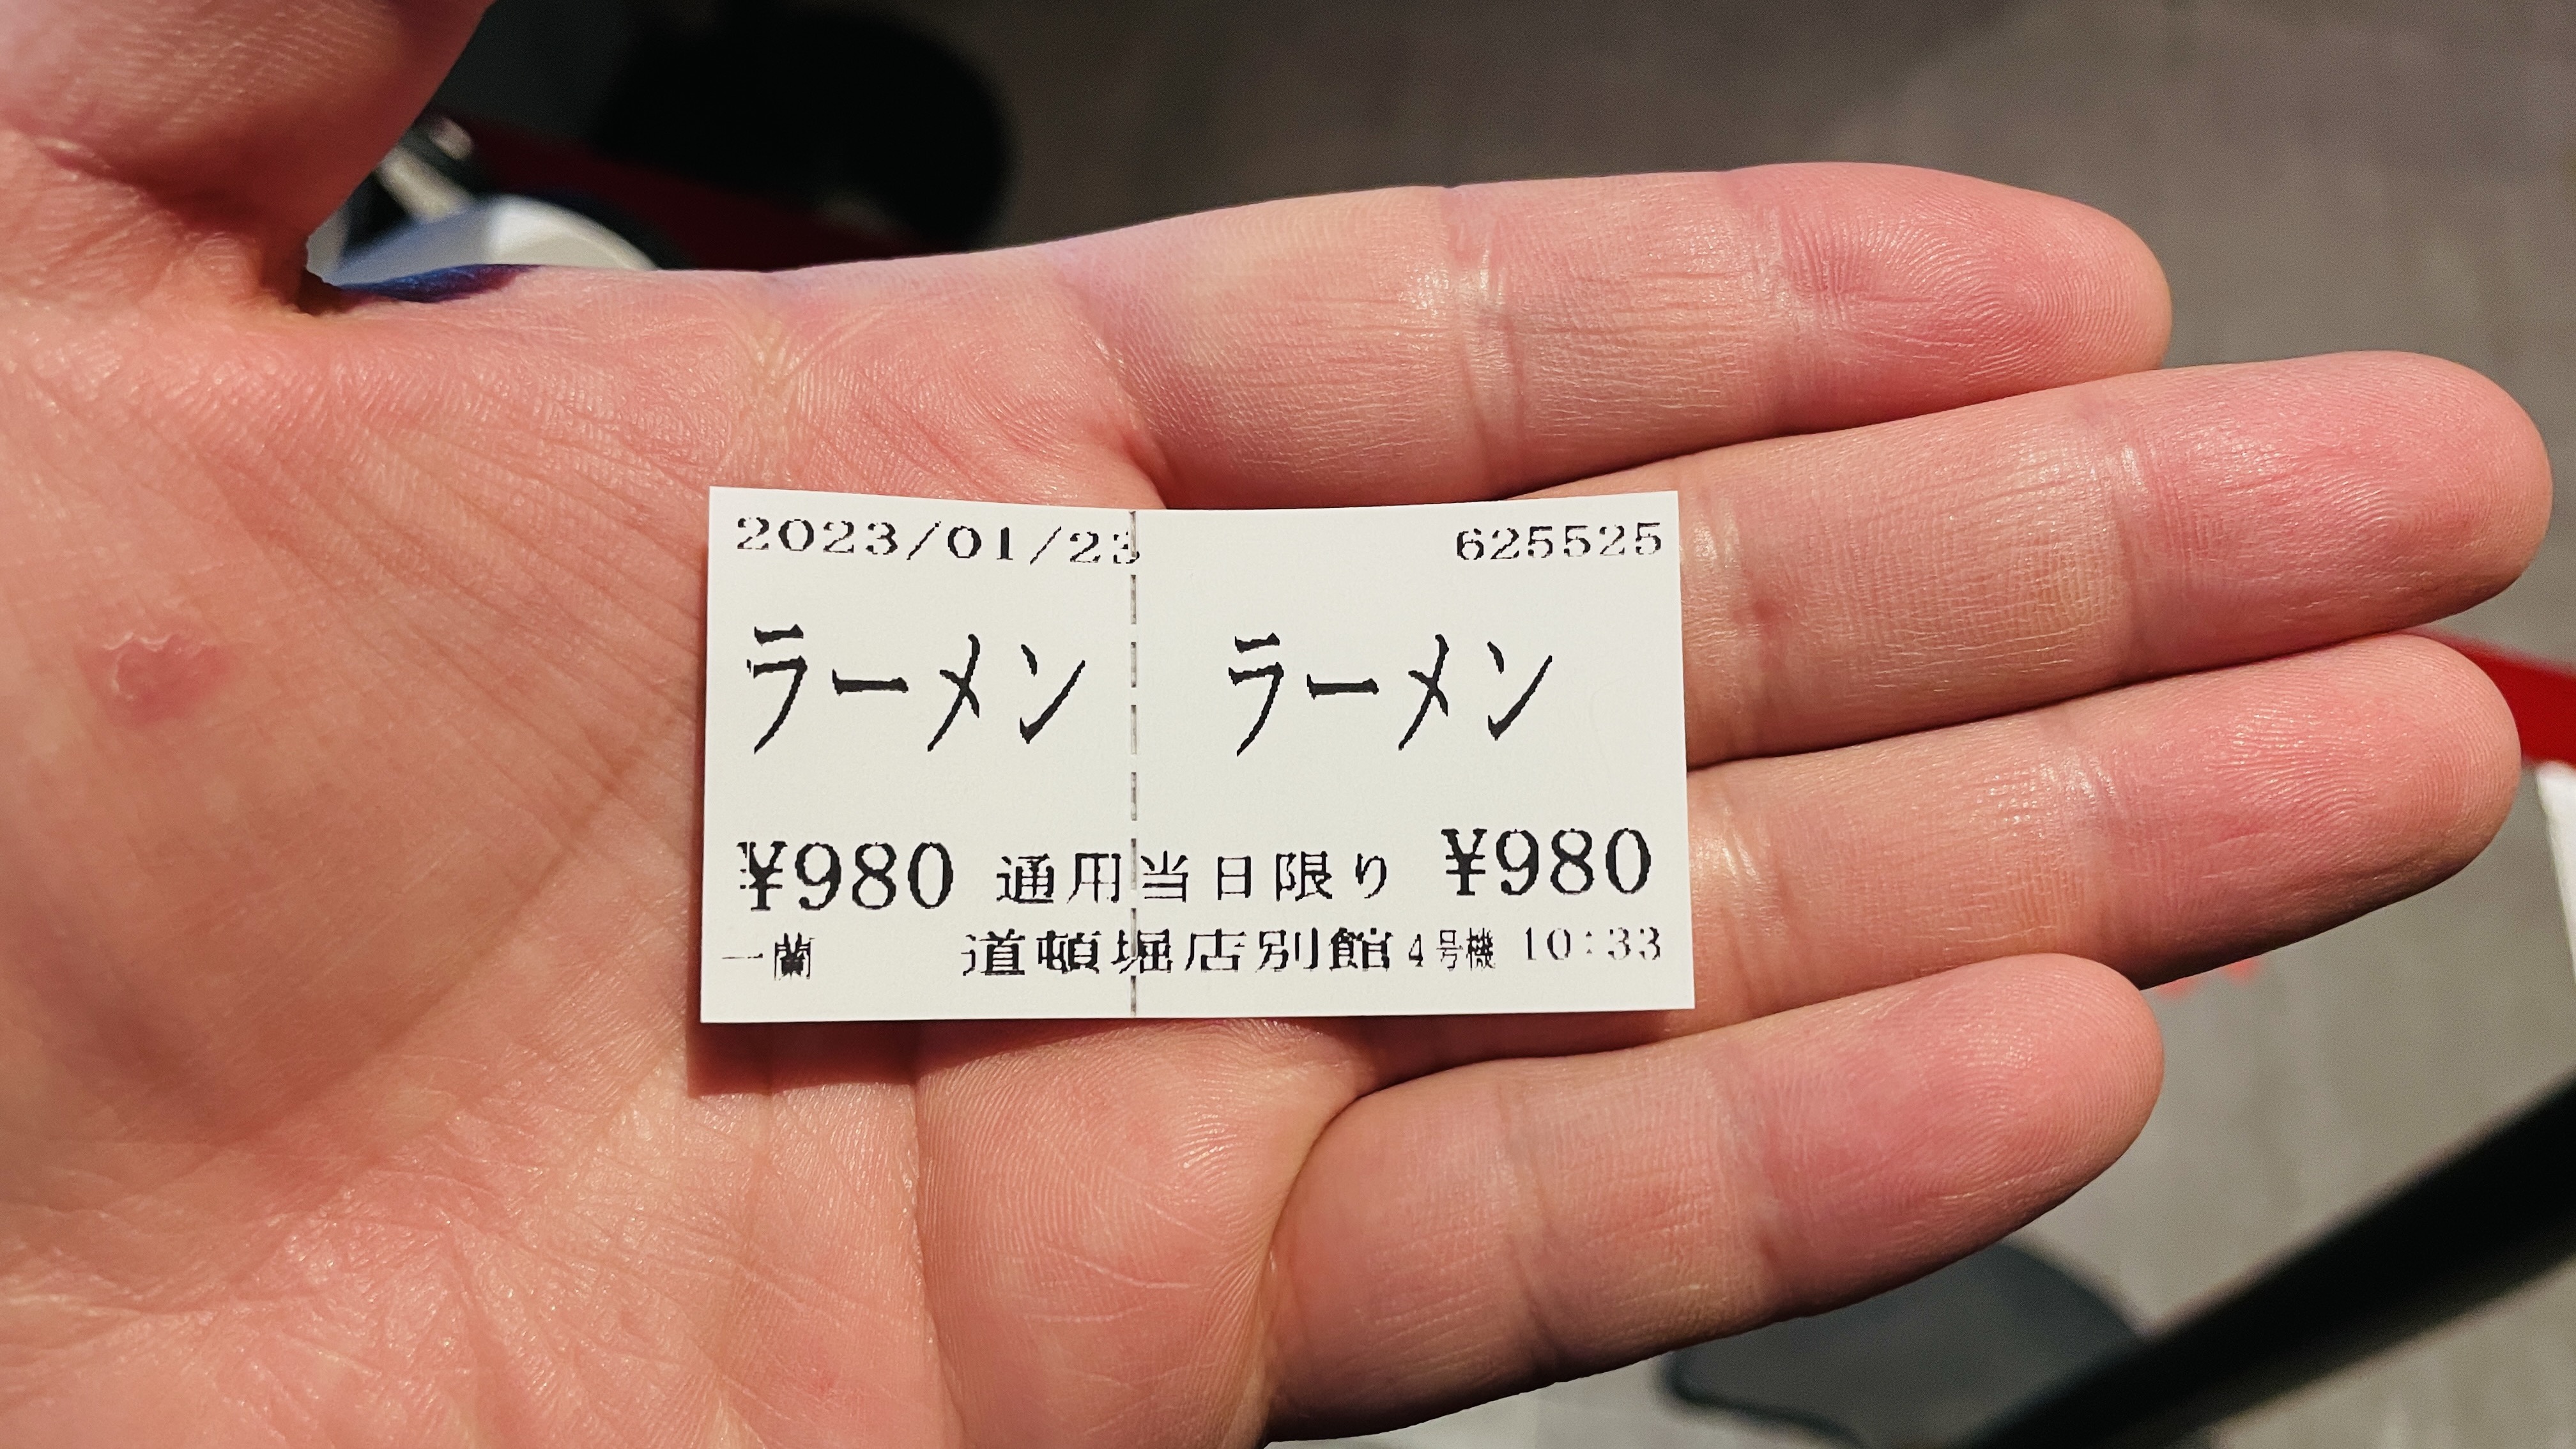 2023/01/23 625525
ラーメン ラーメン
¥980 通用当日限り ¥980
一蘭 道頓堀店別館 4号機 10:33